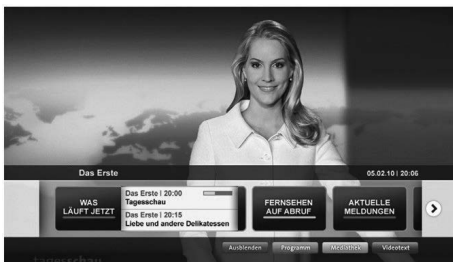 Das Erste
05.02.10 | 20:06
WAS
LÄUFT JETZT
Das Erste | 20:00
Tagesschau
Das Erste | 20:15
Liebe und andere Delikatessen
FERNSEHEN
AUF ABRUF
AKTUELLE
MELDUNGEN
Ausblenden
Programm
Mediathek
Videotext
tagesschau